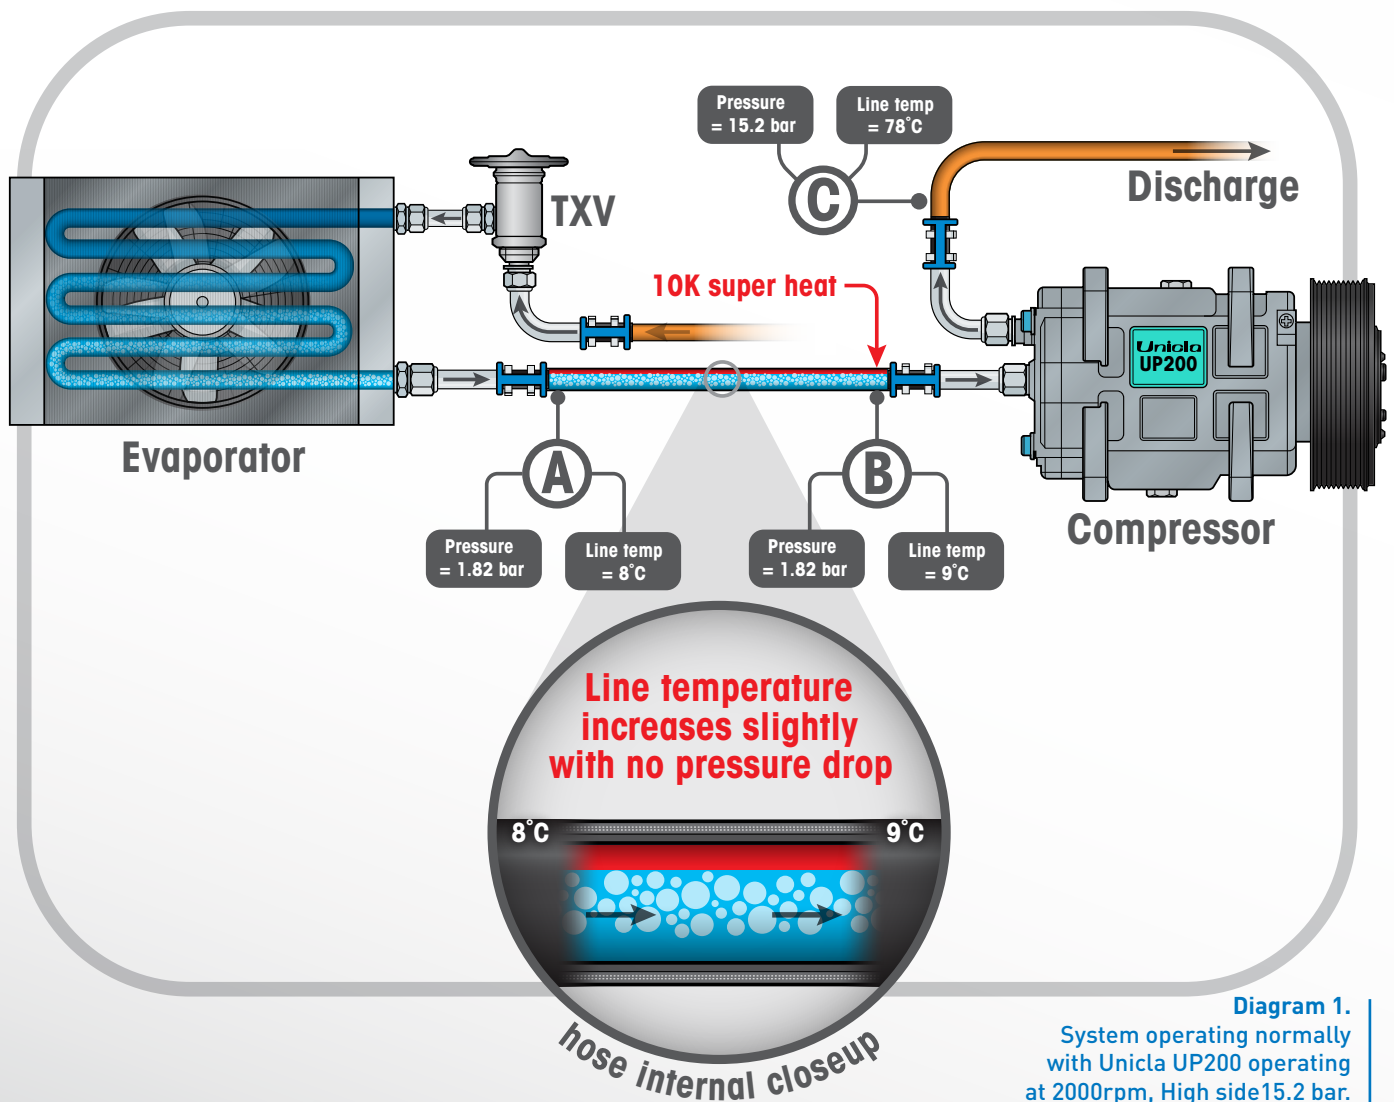 Pressure
= 15.2 bar
Line temp
= 78°C
C
Discharge
TXV
10K super heat
Unicla
UP200
Evaporator
A
B
Compressor
Pressure
= 1.82 bar
Line temp
= 8°C
Pressure
= 1.82 bar
Line temp
= 9°C
Line temperature
increases slightly
with no pressure drop
8°C
9°C
hose internal closeup
Diagram 1.
System operating normally
with Unicla UP200 operating
at 2000rpm, High side15.2 bar.